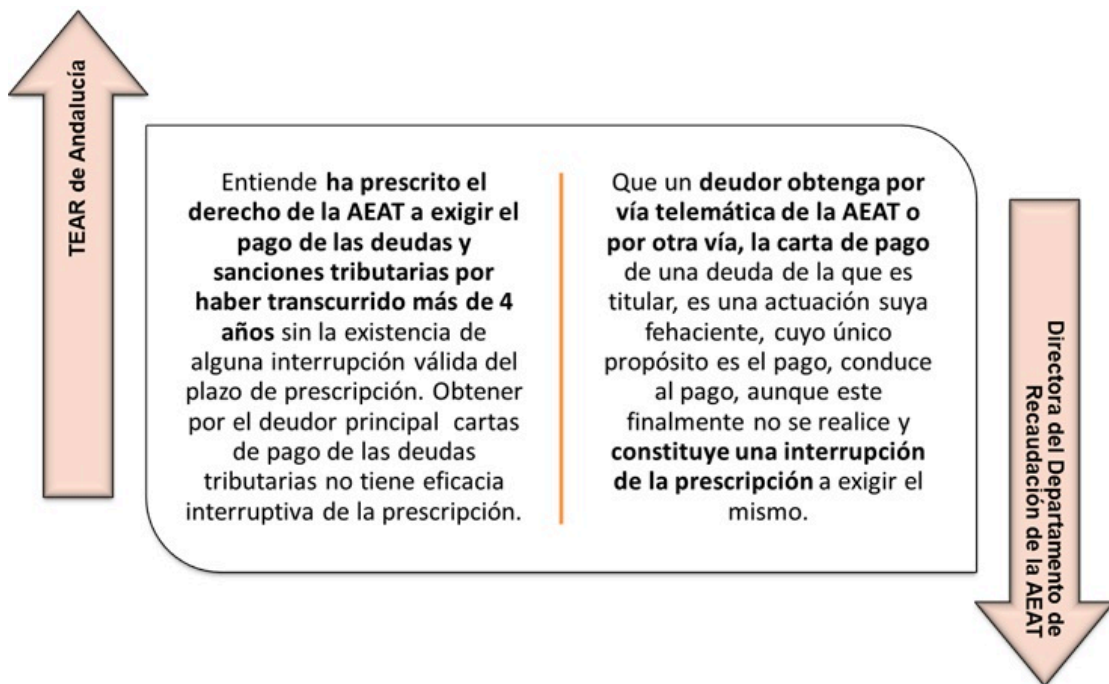 TEAR de Andalucía
Entiende ha prescrito el
derecho de la AEAT a exigir el
pago de las deudas y
sanciones tributarias por
haber transcurrido más de 4
años sin la existencia de
alguna interrupción válida del
plazo de prescripción. Obtener
por el deudor principal cartas
de pago de las deudas
tributarias no tiene eficacia
interruptiva de la prescripción.
Que un deudor obtenga por
vía telemática de la AEAT o
por otra vía, la carta de pago
de una deuda de la que es
titular, es una actuación suya
fehaciente, cuyo único
propósito es el pago, conduce
al pago, aunque este
finalmente no se realice y
constituye una interrupción
de la prescripción a exigir el
mismo.
Directora del Departamento de
Recaudación de la AEAT